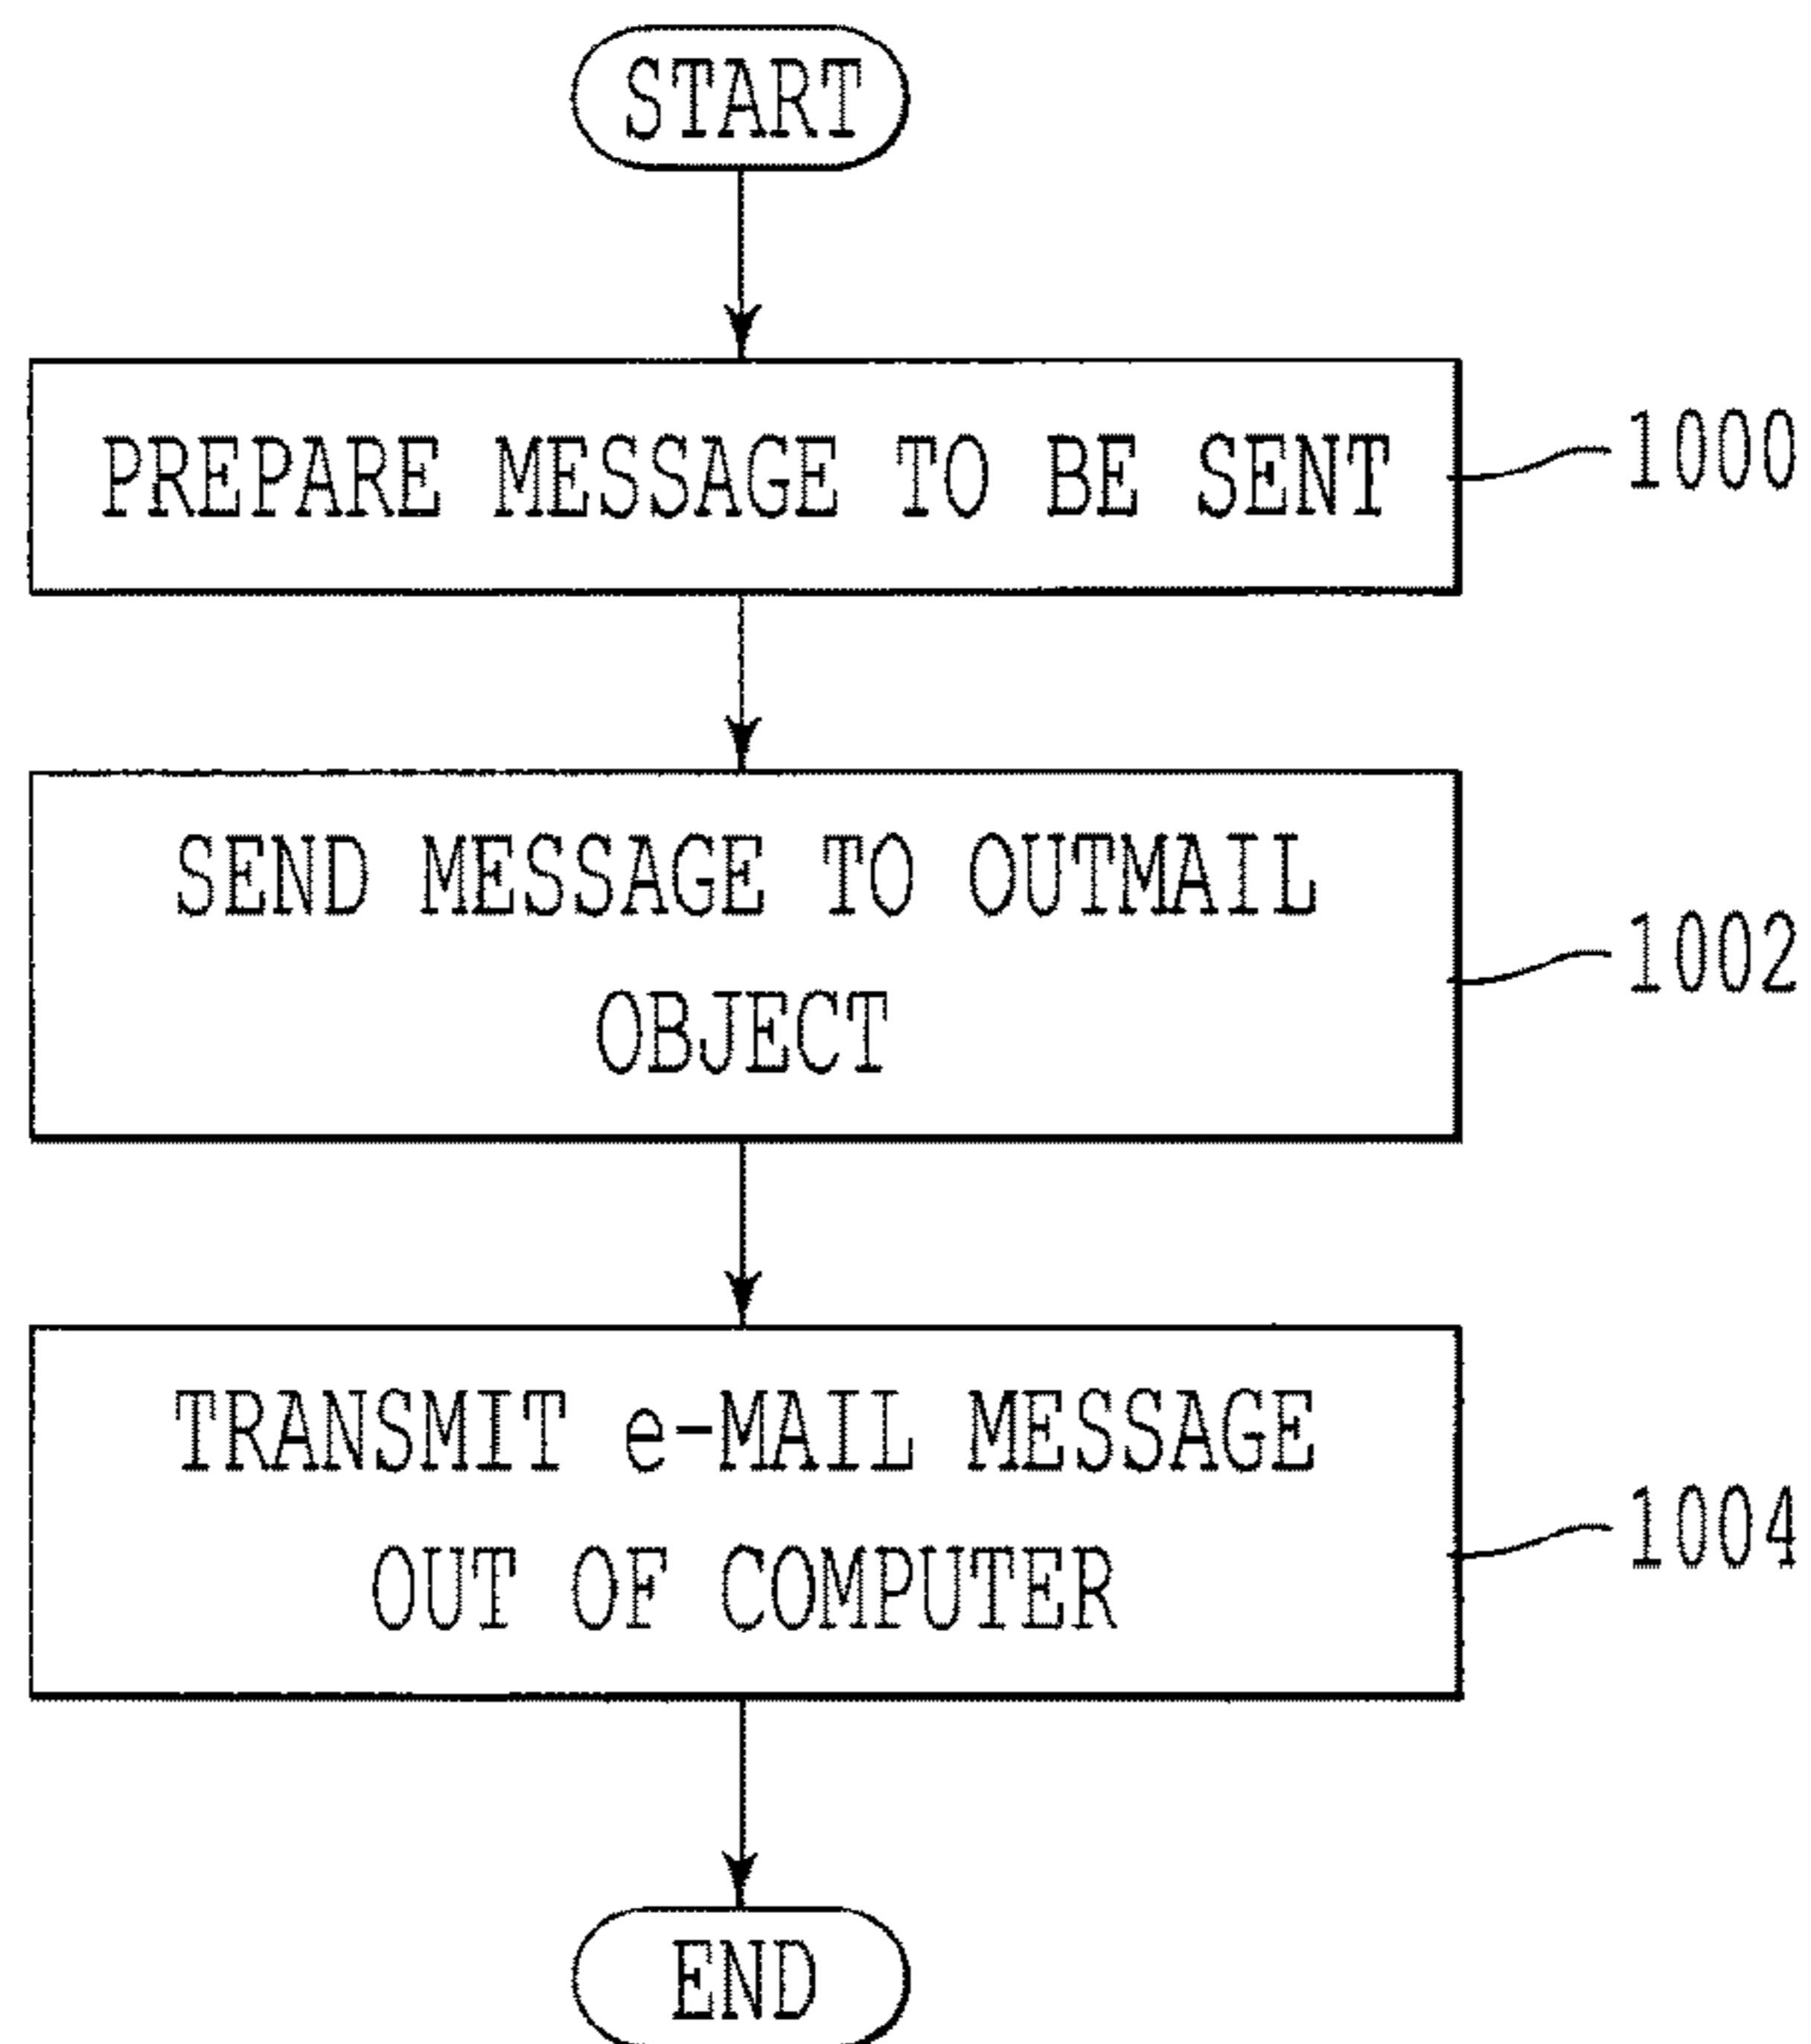 START
PREPARE MESSAGE TO BE SENT
1000
SEND MESSAGE TO OUTMAIL
OBJECT
1002
TRANSMIT e-MAIL MESSAGE
OUT OF COMPUTER
1004
END